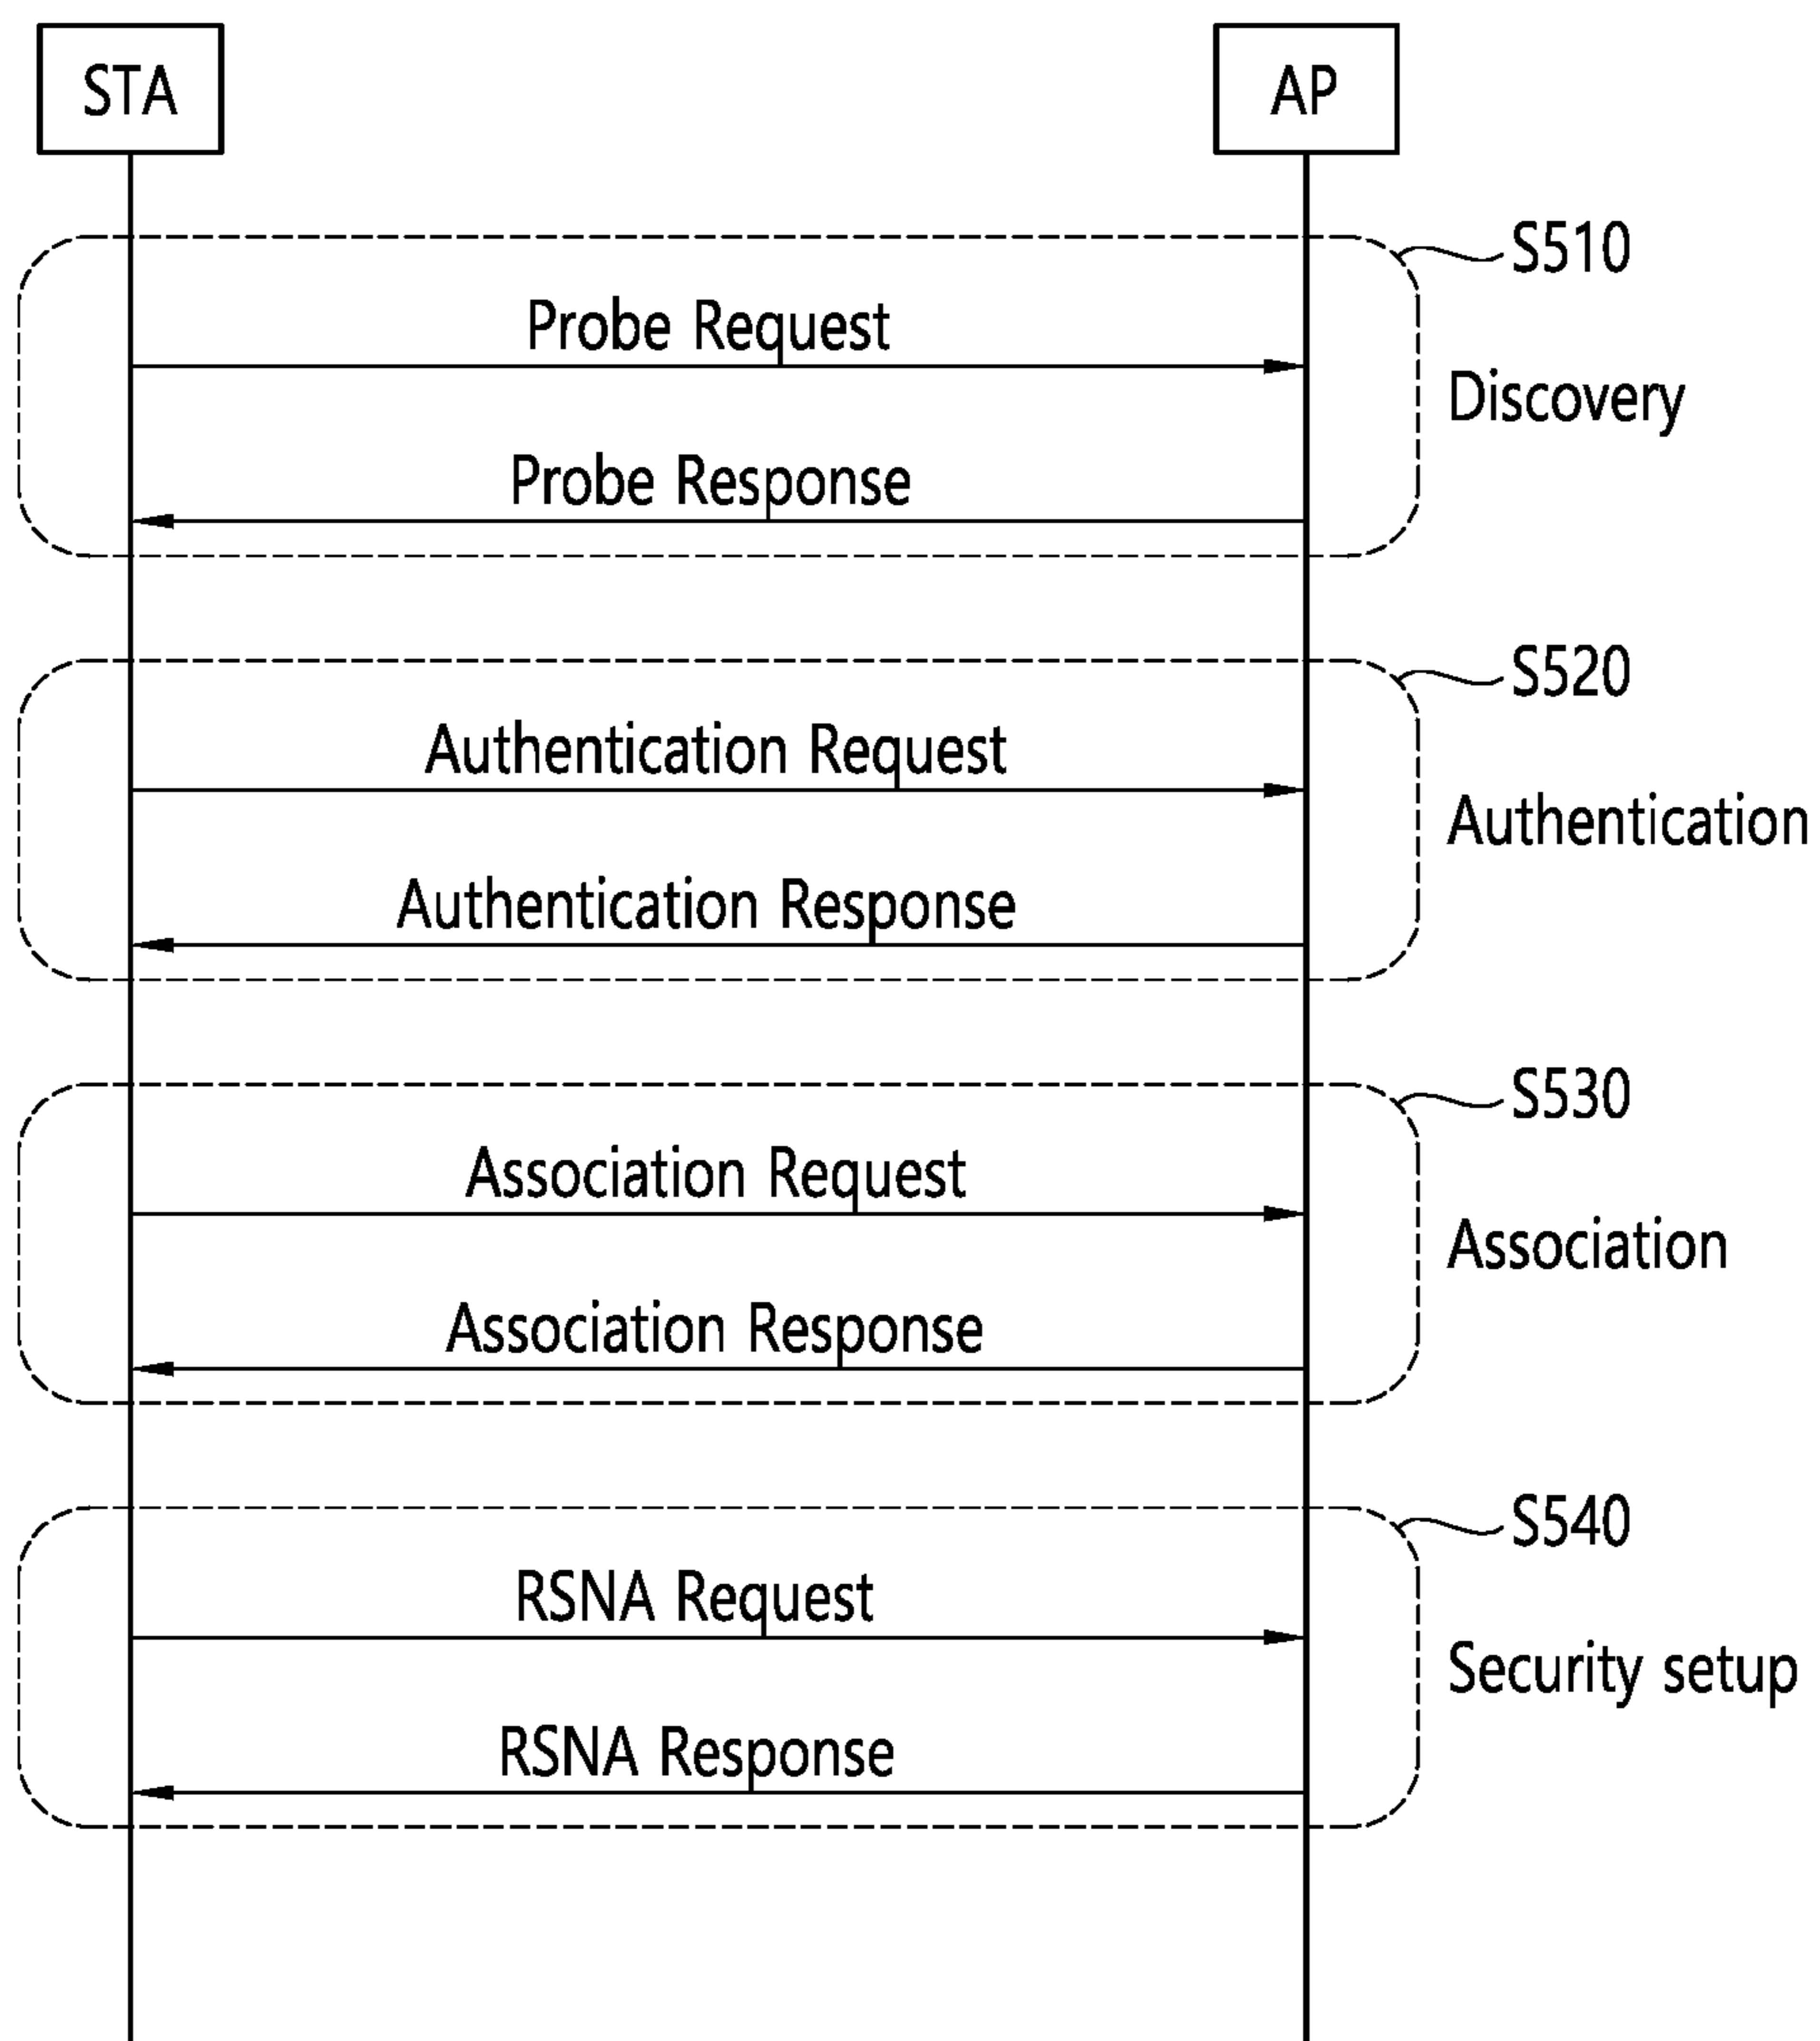 STA
AP
S510
Probe Request
Discovery
Probe Response
S520
Authentication Request
Authentication
Authentication Response
S530
Association Request
Association
Association Response
S540
RSNA Request
Security setup
RSNA Response